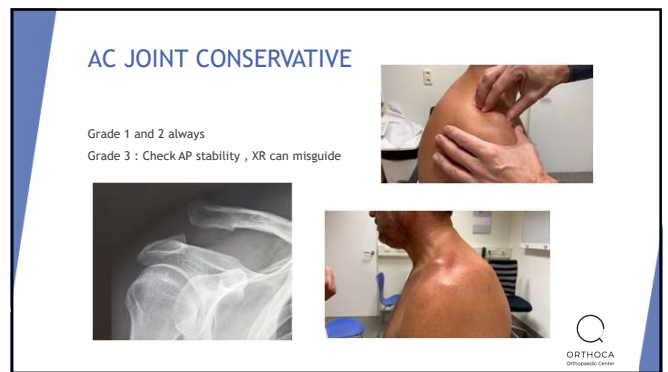 AC JOINT CONSERVATIVE
Grade 1 and 2 always
Grade 3 : Check AP stability , XR can misguide
ORTHOCA
Orthopaedic Center